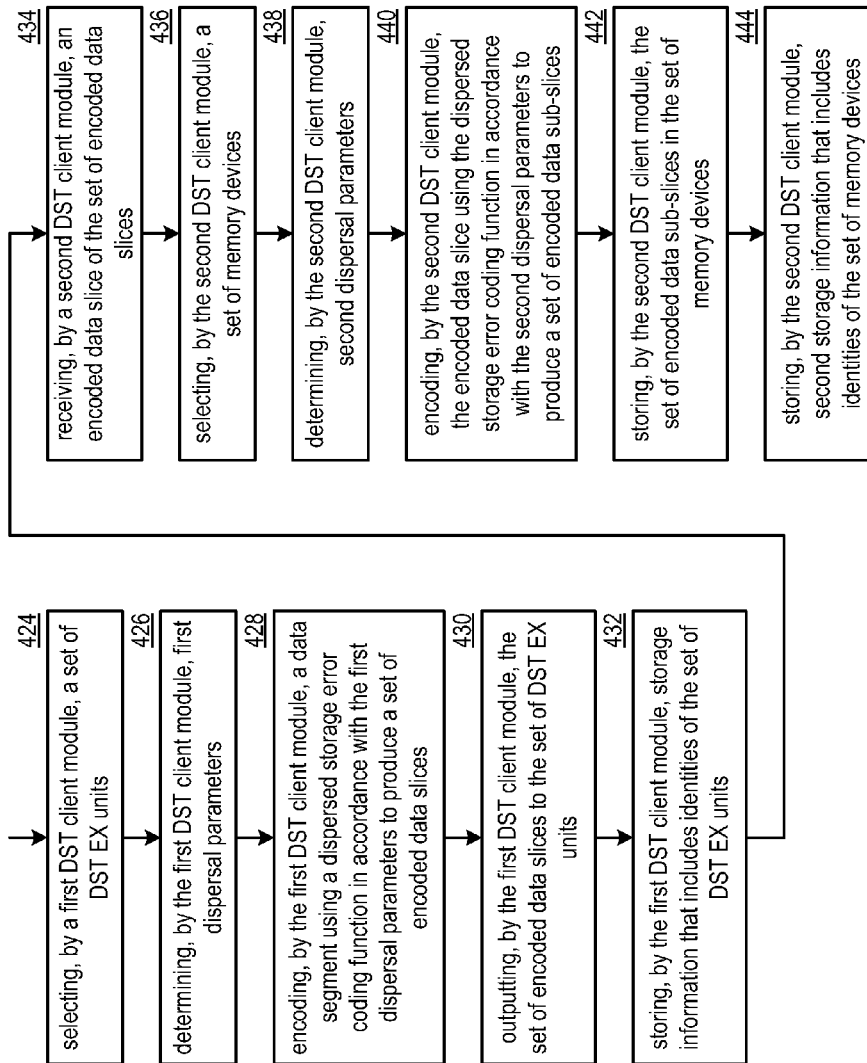 424
selecting, by a first DST client module, a set of
DST EX units
426
determining, by the first DST client module, first
dispersal parameters
428
encoding, by the first DST client module, a data
segment using a dispersed storage error
coding function in accordance with the first
dispersal parameters to produce a set of
encoded data slices
430
outputting, by the first DST client module, the
set of encoded data slices to the set of DST EX
units
432
storing, by the first DST client module, storage
information that includes identities of the set of
DST EX units
434
receiving, by a second DST client module, an
encoded data slice of the set of encoded data
slices
436
selecting, by the second DST client module, a
set of memory devices
438
determining, by the second DST client module,
second dispersal parameters
440
encoding, by the second DST client module,
the encoded data slice using the dispersed
storage error coding function in accordance
with the second dispersal parameters to
produce a set of encoded data sub-slices
442
storing, by the second DST client module, the
set of encoded data sub-slices in the set of
memory devices
444
storing, by the second DST client module,
second storage information that includes
identities of the set of memory devices